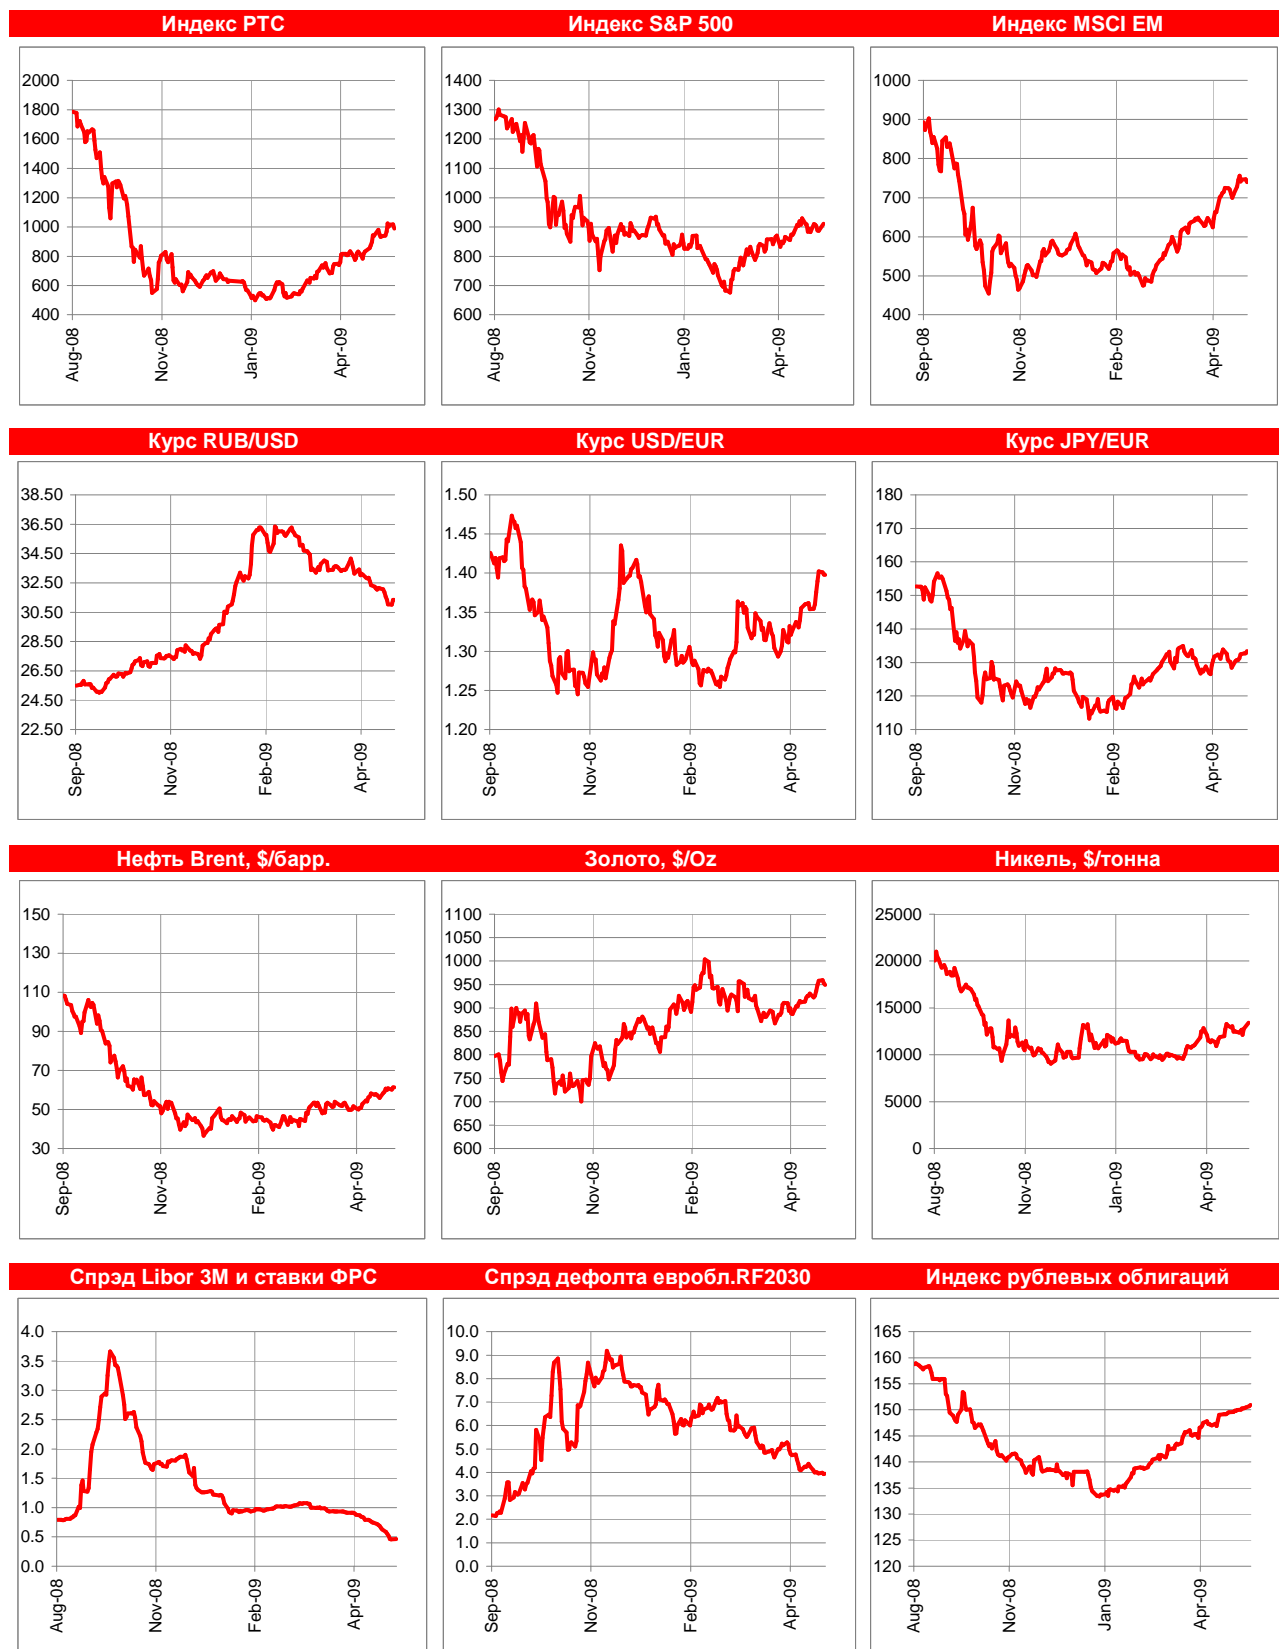 Индекс РТС
2000
1800
1600
1400
1200
1000
800
600
400
Aug-08
Nov-08
Jan-09
Apr-09
Индекс S&P 500
1400
1300
1200
1100
1000
900
800
700
600
Aug-08
Nov-08
Jan-09
Apr-09
Индекс MSCI EM
1000
900
800
700
600
500
400
Sep-08
Nov-08
Feb-09
Apr-09
Курс RUB/USD
38.50
36.50
34.50
32.50
30.50
28.50
26.50
24.50
22.50
Sep-08
Nov-08
Feb-09
Apr-09
Курс USD/EUR
1.50
1.45
1.40
1.35
1.30
1.25
1.20
Sep-08
Nov-08
Feb-09
Apr-09
Курс JPY/EUR
180
170
160
150
140
130
120
110
Sep-08
Nov-08
Feb-09
Apr-09
Нефть Brent, $/барр.
150
130
110
90
70
50
30
Sep-08
Nov-08
Feb-09
Apr-09
Золото, $/Oz
1100
1050
1000
950
900
850
800
750
700
650
600
Sep-08
Nov-08
Feb-09
Apr-09
Никель, $/тонна
25000
20000
15000
10000
5000
0
Aug-08
Nov-08
Jan-09
Apr-09
Спрэд Libor 3M и ставки ФРС
4.0
3.5
3.0
2.5
2.0
1.5
1.0
0.5
0.0
Aug-08
Nov-08
Feb-09
Apr-09
Спрэд дефолта евробл.RF2030
10.0
9.0
8.0
7.0
6.0
5.0
4.0
3.0
2.0
1.0
0.0
Sep-08
Nov-08
Feb-09
Apr-09
Индекс рублевых облигаций
165
160
155
150
145
140
135
130
125
120
Aug-08
Nov-08
Jan-09
Apr-09